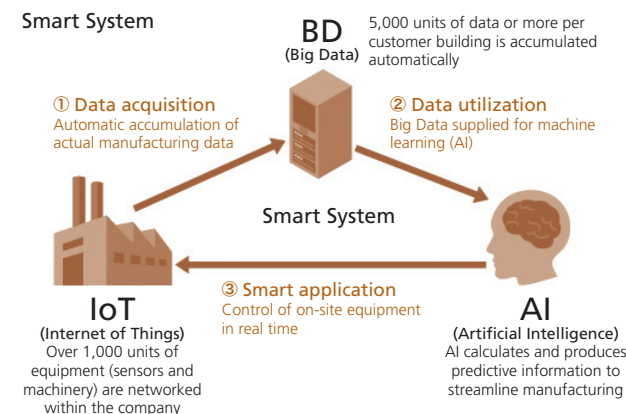 Smart System
BD
(Big Data)
5,000 units of data or more per
customer building is accumulated
automatically
① Data acquisition
Automatic accumulation of
actual manufacturing data
② Data utilization
Big Data supplied for machine
learning (AI)
Smart System
③ Smart application
Control of on-site equipment
in real time
IoT
(Internet of Things)
Over 1,000 units of
equipment (sensors and
machinery) are networked
within the company
AI
(Artificial Intelligence)
AI calculates and produces
predictive information to
streamline manufacturing